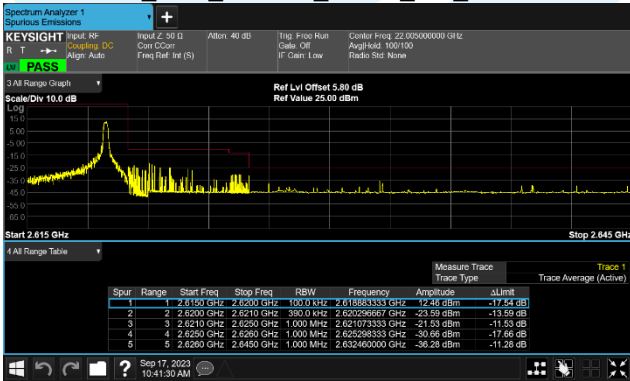 Spectrum Analyzer 1
Spurious Emissions
KEYSIGHT Input: RF Input Z: 50 Ω Atten: 40 dB Trig: Free Run Center Freq: 22.005000000 GHz
R T Coupling: DC Corr CCorr Gate: Off Avg|Hold: 100/100
Align: Auto Freq Ref: Int (S) IF Gain: Low Radio Std: None
PASS
3 All Range Graph
Ref Lvl Offset 5.80 dB
Scale/Div 10.0 dB Ref Value 25.00 dBm
Log
15.0
5.00
-5.00
-15.0
-25.0
-35.0
-45.0
-55.0
-65.0
Start 2.615 GHz Stop 2.645 GHz
4 All Range Table
Measure Trace Trace 1
Trace Type Trace Average (Active)
Spur Range Start Freq Stop Freq RBW Frequency Amplitude ΔLimit
1 1 2.6150 GHz 2.6200 GHz 100.0 kHz 2.618883333 GHz 12.46 dBm -17.54 dB
2 2 2.6200 GHz 2.6210 GHz 390.0 kHz 2.620296667 GHz -23.59 dBm -13.59 dB
3 3 2.6210 GHz 2.6250 GHz 1.000 MHz 2.621073333 GHz -21.53 dBm -11.53 dB
4 4 2.6250 GHz 2.6260 GHz 1.000 MHz 2.625298333 GHz -30.66 dBm -17.66 dB
5 5 2.6260 GHz 2.6450 GHz 1.000 MHz 2.632460000 GHz -36.28 dBm -11.28 dB
Sep 17, 2023
10:41:30 AM